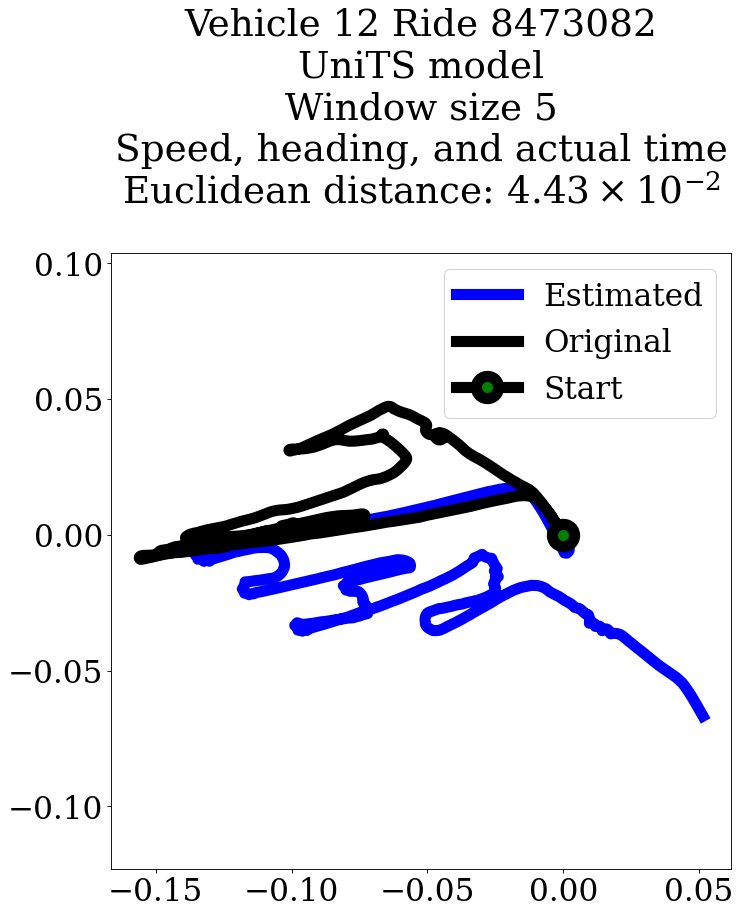 Vehicle 12 Ride 8473082
UniTS model
Window size 5
Speed, heading, and actual time
Euclidean distance: 4.43 × 10⁻²
Estimated
Original
Start
0.10
0.05
0.00
−0.05
−0.10
−0.15 −0.10 −0.05 0.00 0.05